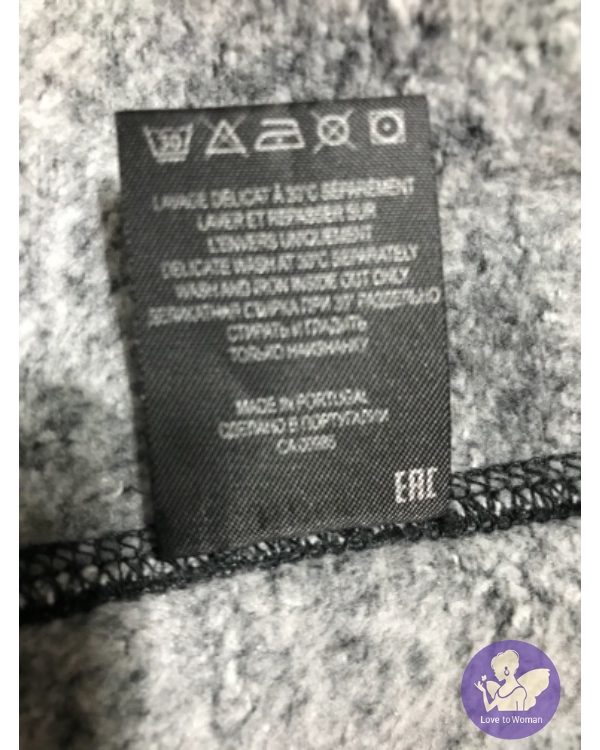 30
LAVAGE DÉLICAT À 30°C SÉPARÉMENT
LAVER ET REPASSER SUR
L'ENVERS UNIQUEMENT
DELICATE WASH AT 30°C SEPARATELY
WASH AND IRON INSIDE OUT ONLY
СТИРКА ПРИ РАЗДЕЛЬНО
СТИРАТЬ И ГЛАДИТЬ
ТОЛЬКО НАИЗНАНКУ
MADE IN PORTUGAL
СДЕЛАНО В ПОРТУГАЛИИ
EAC
Love to Woman